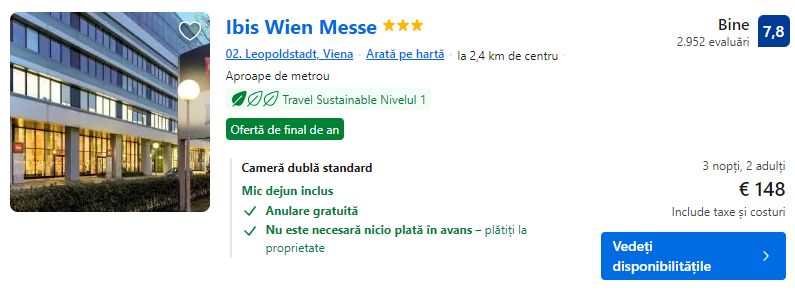 Ibis Wien Messe
02. Leopoldstadt, Viena · Arată pe hartă · la 2,4 km de centru ·
Aproape de metrou
Travel Sustainable Nivelul 1
Ofertă de final de an
Bine
2.952 evaluări
7,8
Cameră dublă standard
Mic dejun inclus
Anulare gratuită
Nu este necesară nicio plată în avans – plătiți la
proprietate
3 nopți, 2 adulți
€ 148
Include taxe și costuri
Vedeți
disponibilitățile